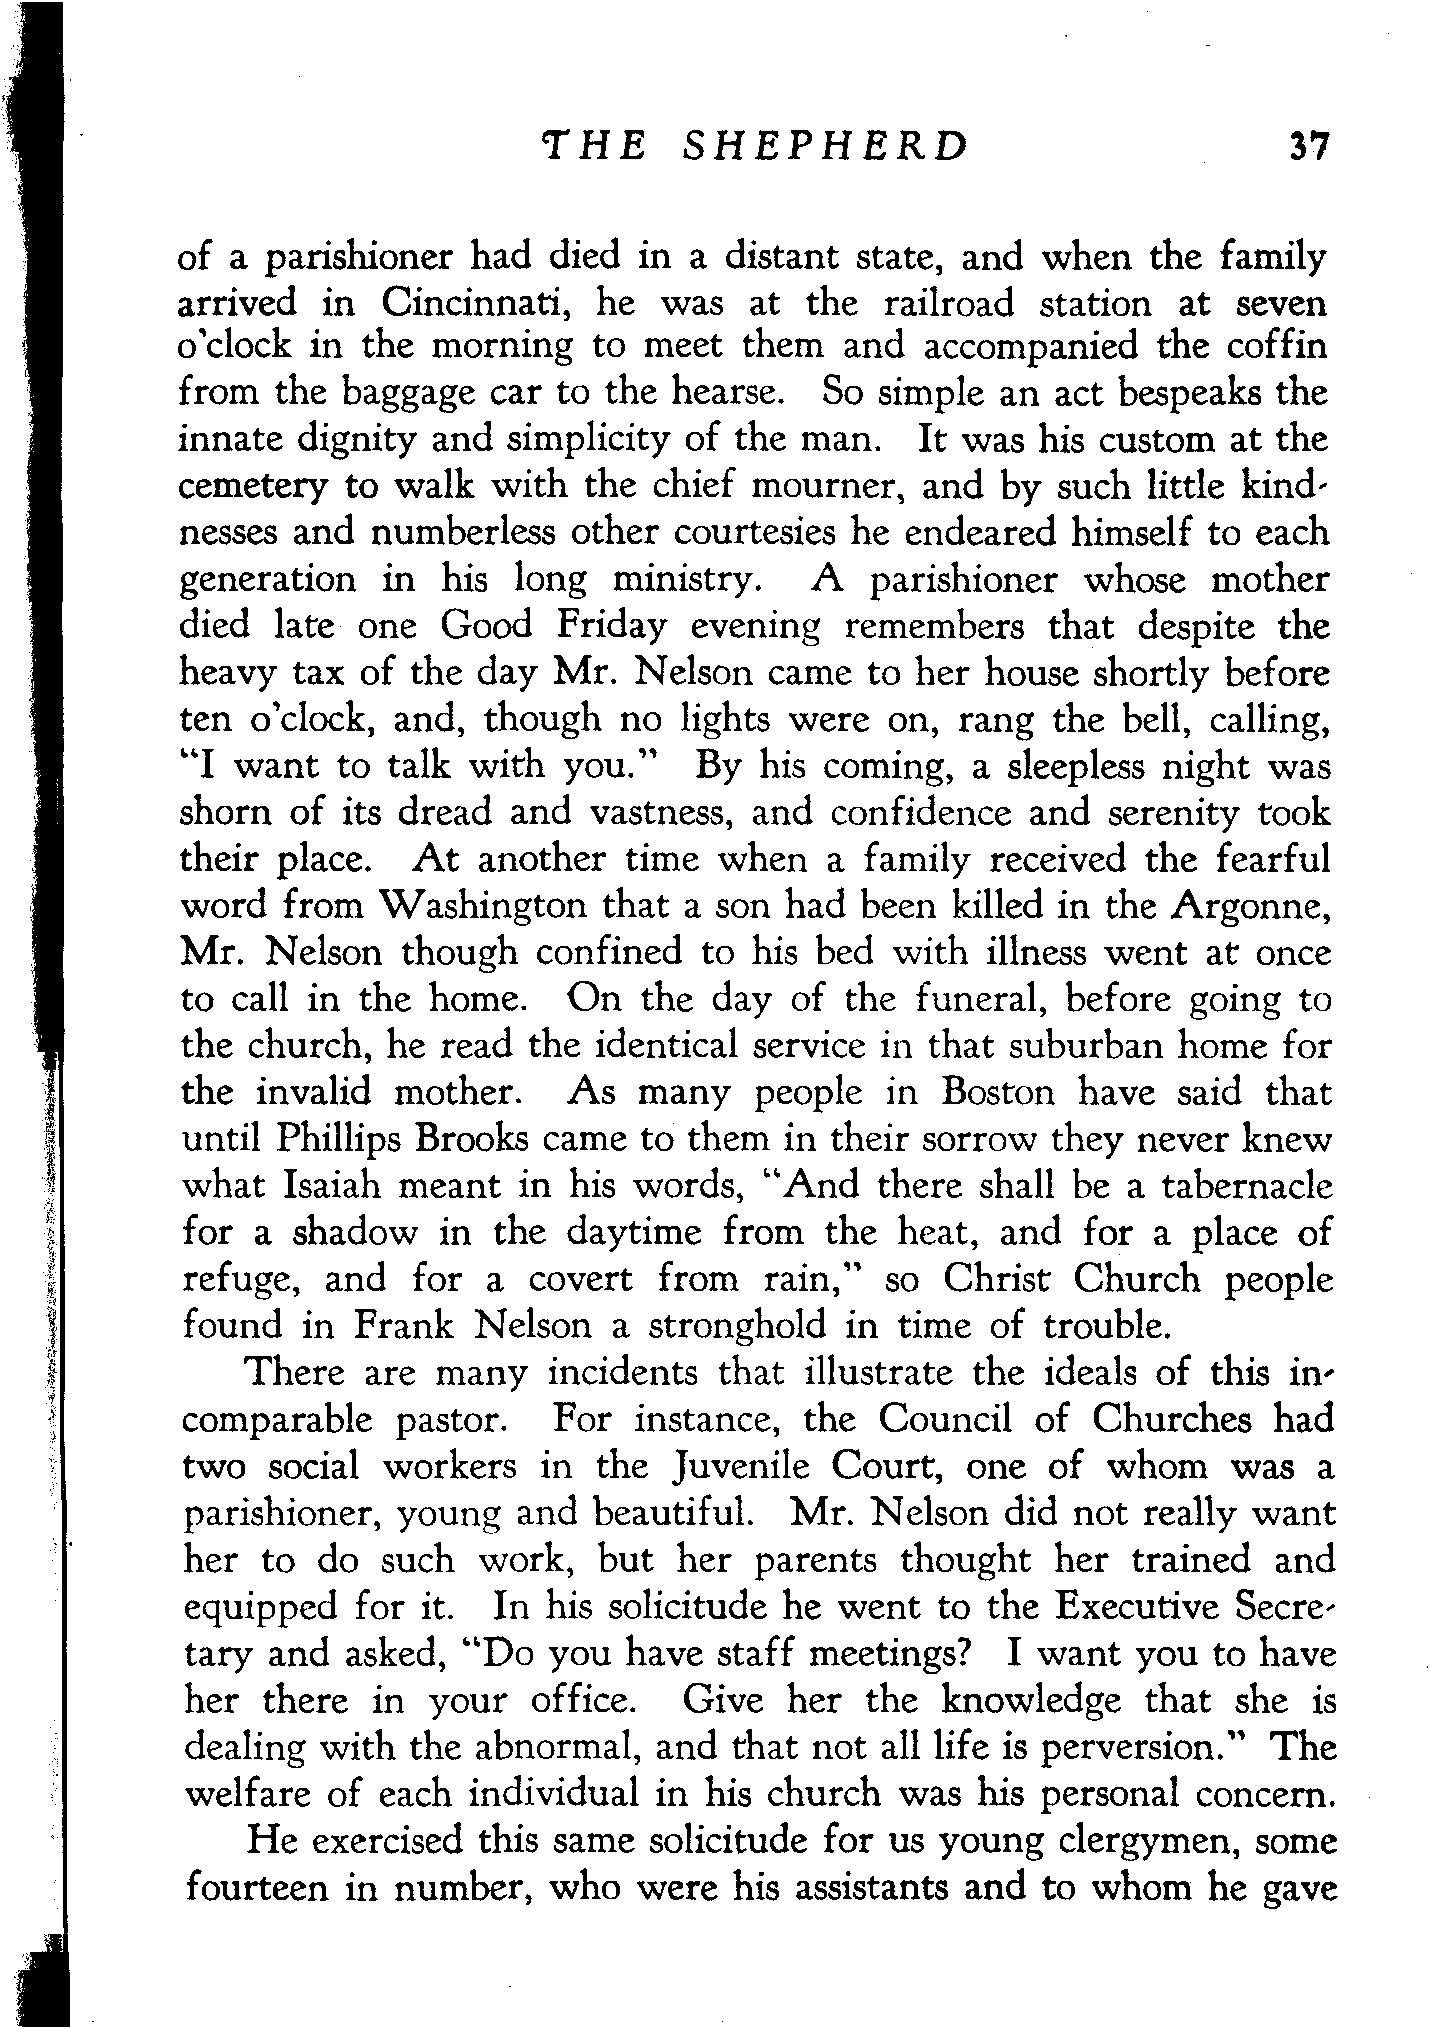 THE SHEPHERD 37
of a parishioner had died in a distant state, and when the family
arrived in Cincinnati, he was at the railroad station at seven
o'clock in the morning to meet them and accompanied the coffin
from the baggage car to the hearse. So simple an act bespeaks the
innate dignity and simplicity of the man. It was his custom at the
cemetery to walk with the chief mourner, and by such little kind-
nesses and numberless other courtesies he endeared himself to each
generation in his long ministry. A parishioner whose mother
died late one Good Friday evening remembers that despite the
heavy tax of the day Mr. Nelson came to her house shortly before
ten o'clock, and, though no lights were on, rang the bell, calling,
"I want to talk with you." By his coming, a sleepless night was
shorn of its dread and vastness, and confidence and serenity took
their place. At another time when a family received the fearful
word from Washington that a son had been killed in the Argonne,
Mr. Nelson though confined to his bed with illness went at once
to call in the home. On the day of the funeral, before going to
the church, he read the identical service in that suburban home for
the invalid mother. As many people in Boston have said that
until Phillips Brooks came to them in their sorrow they never knew
what Isaiah meant in his words, "And there shall be a tabernacle
for a shadow in the daytime from the heat, and for a place of
refuge, and for a covert from rain," so Christ Church people
found in Frank Nelson a stronghold in time of trouble.
There are many incidents that illustrate the ideals of this in-
comparable pastor. For instance, the Council of Churches had
two social workers in the Juvenile Court, one of whom was a
parishioner, young and beautiful. Mr. Nelson did not really want
her to do such work, but her parents thought her trained and
equipped for it. In his solicitude he went to the Executive Secre-
tary and asked, "Do you have staff meetings? I want you to have
her there in your office. Give her the knowledge that she is
dealing with the abnormal, and that not all life is perversion." The
welfare of each individual in his church was his personal concern.
He exercised this same solicitude for us young clergymen, some
fourteen in number, who were his assistants and to whom he gave